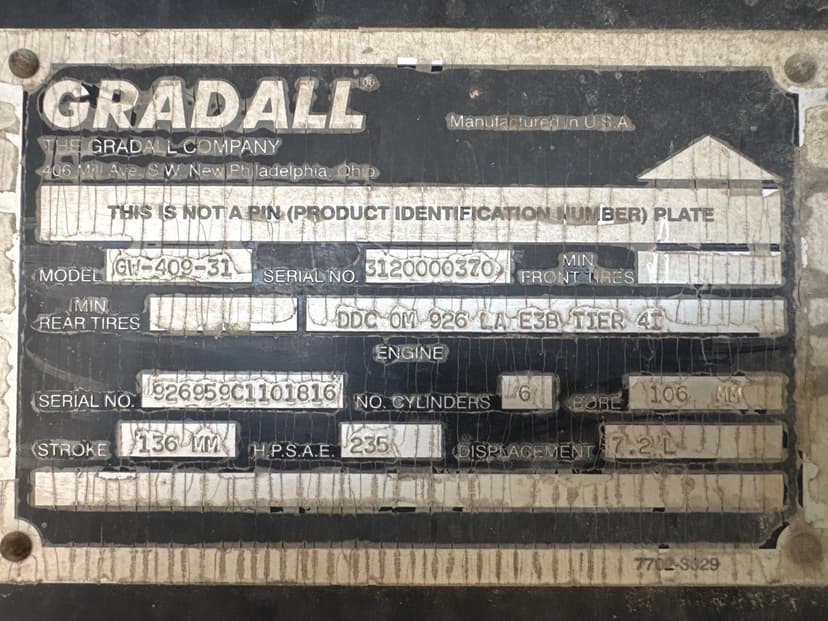 GRADALL®
Manufactured in U.S.A.
THE GRADALL COMPANY
406 Mill Ave. S.W. New Philadelphia, Ohio
THIS IS NOT A PIN (PRODUCT IDENTIFICATION NUMBER) PLATE
MODEL GW-409-31 SERIAL NO. 3120000370 MIN FRONT TIRES
MIN REAR TIRES DDC OM 926 LA E3B TIER 4I
ENGINE
SERIAL NO. 926959C1101816 NO. CYLINDERS 6 BORE 106 MM
STROKE 136 MM H.P.S.A.E. 235 DISPLACEMENT 7.2 L
7702-3029